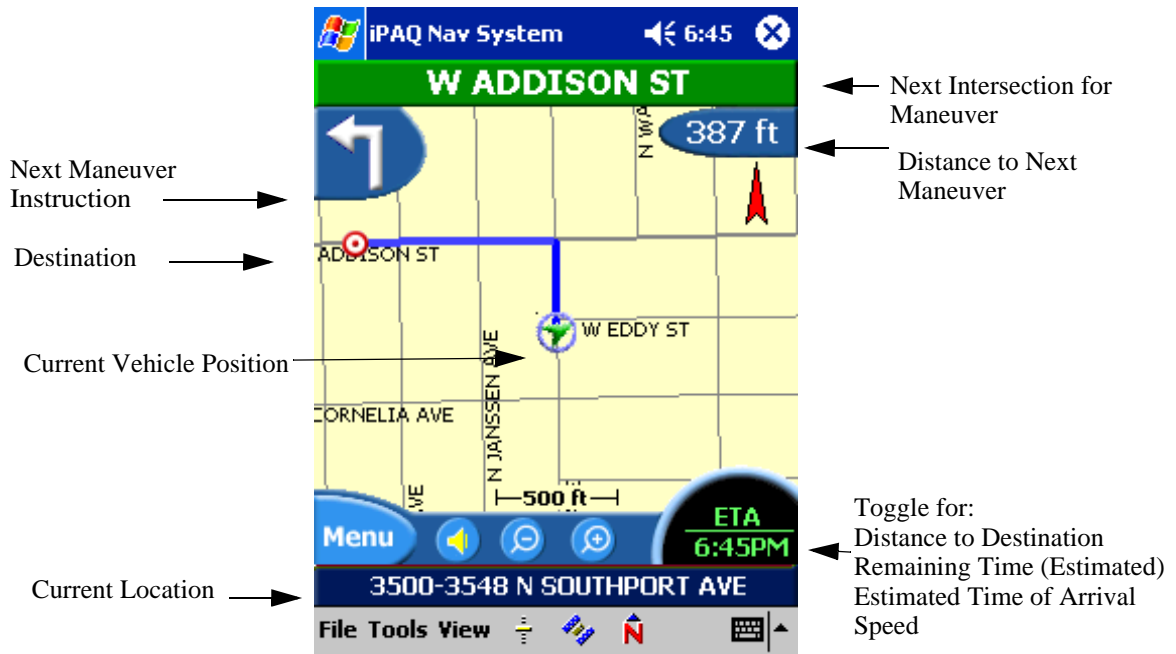 iPAQ Nav System 6:45
W ADDISON ST
Next Intersection for
Maneuver
387 ft
Distance to Next
Maneuver
Next Maneuver
Instruction
N WA
Destination
ADDISON ST
W EDDY ST
Current Vehicle Position
N JANSSEN AVE
CORNELIA AVE
500 ft
Menu
ETA
6:45PM
Toggle for:
Distance to Destination
Remaining Time (Estimated)
Estimated Time of Arrival
Speed
Current Location
3500-3548 N SOUTHPORT AVE
File Tools View N